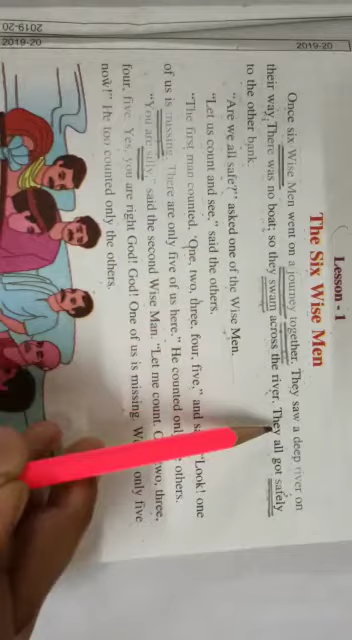 2019-20
2019-20
2019-20
Lesson - 1
The Six Wise Men
Once six Wise Men went on a journey together. They saw a deep river on
their way. There was no boat; so they swam across the river. They all got safely
to the other bank.
"Are we all safe?" asked one of the Wise Men.
"Let us count and see," said the others.
"The first man counted. 'One, two, three, four, five," and "Look! one
of us is missing. There are only five of us here." He counted others.
"You are silly," said the second Wise Man. "Let me count. two, three,
four, five. Yes, you are right God! God! One of us is missing. only five
now!" He too counted only the others.